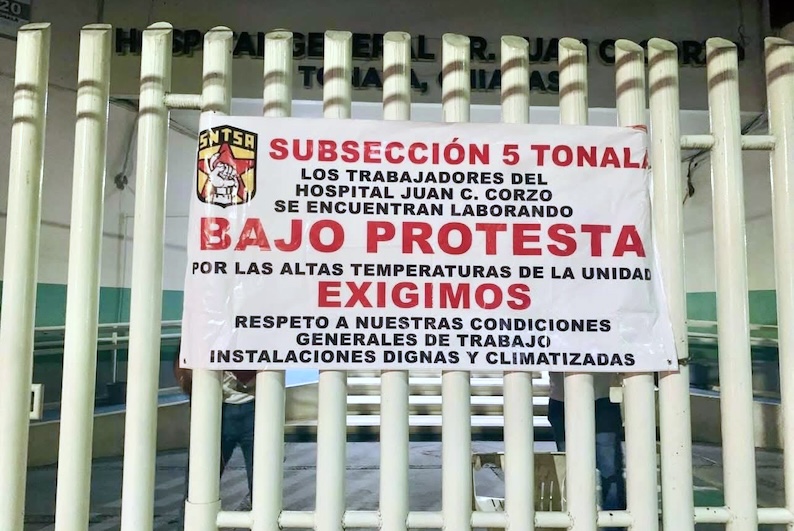 20
HOSPITAL GENERAL DR. JUAN C. CORZO
TONALÁ, CHIAPAS
SNTSA
SUBSECCIÓN 5 TONALA
LOS TRABAJADORES DEL
HOSPITAL JUAN C. CORZO
SE ENCUENTRAN LABORANDO
BAJO PROTESTA
POR LAS ALTAS TEMPERATURAS DE LA UNIDAD
EXIGIMOS
RESPETO A NUESTRAS CONDICIONES
GENERALES DE TRABAJO
INSTALACIONES DIGNAS Y CLIMATIZADAS